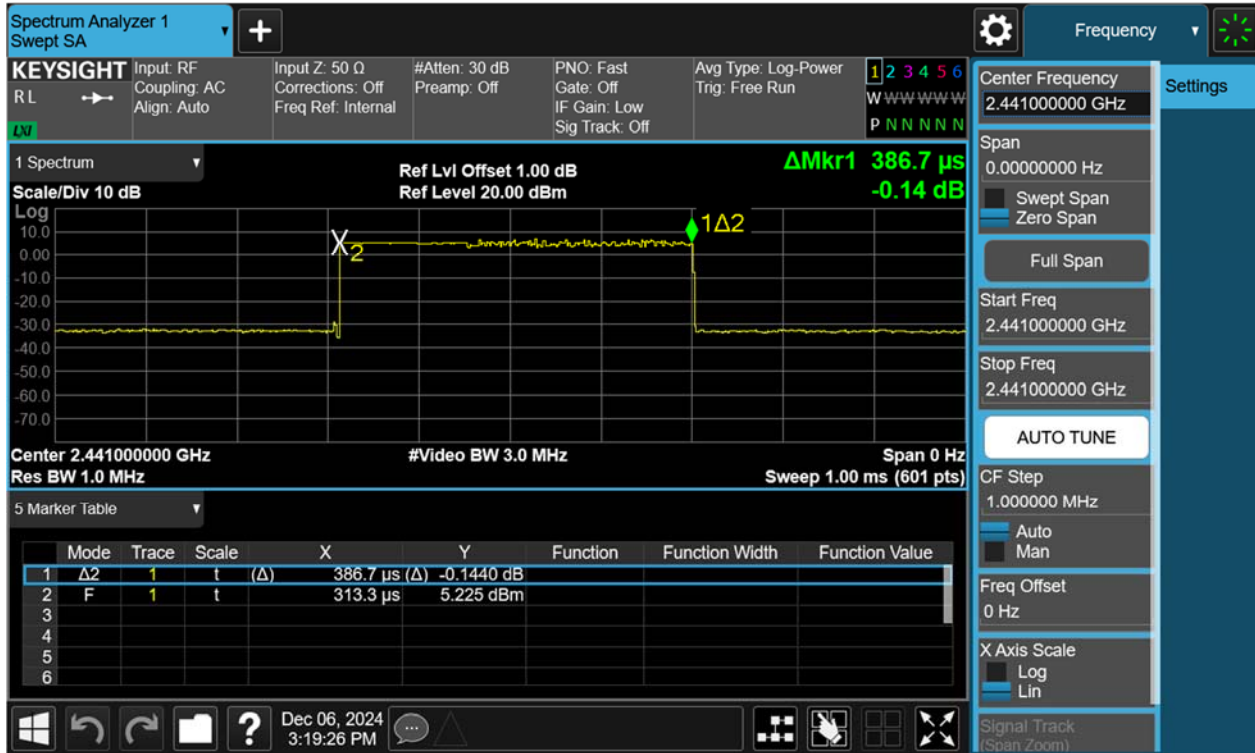 Spectrum Analyzer 1
Swept SA
+
Frequency
KEYSIGHT
R L
LXI
Input: RF
Coupling: AC
Align: Auto
Input Z: 50 Ω
Corrections: Off
Freq Ref: Internal
#Atten: 30 dB
Preamp: Off
PNO: Fast
Gate: Off
IF Gain: Low
Sig Track: Off
Avg Type: Log-Power
Trig: Free Run
1 2 3 4 5 6
W W W W W W
P N N N N N
Center Frequency
2.441000000 GHz
Settings
1 Spectrum
Ref Lvl Offset 1.00 dB
ΔMkr1 386.7 µs
Scale/Div 10 dB
Ref Level 20.00 dBm
-0.14 dB
Span
0.00000000 Hz
Swept Span
Zero Span
Full Span
Start Freq
2.441000000 GHz
Stop Freq
2.441000000 GHz
AUTO TUNE
CF Step
1.000000 MHz
Auto
Man
Freq Offset
0 Hz
X Axis Scale
Log
Lin
Signal Track
(Span Zoom)
Log
10.0
0.00
-10.0
-20.0
-30.0
-40.0
-50.0
-60.0
-70.0
X2
1Δ2
Center 2.441000000 GHz
#Video BW 3.0 MHz
Span 0 Hz
Res BW 1.0 MHz
Sweep 1.00 ms (601 pts)
5 Marker Table
Mode Trace Scale X Y Function Function Width Function Value
1 Δ2 1 t (Δ) 386.7 µs (Δ) -0.1440 dB
2 F 1 t 313.3 µs 5.225 dBm
3
4
5
6
?
Dec 06, 2024
3:19:26 PM